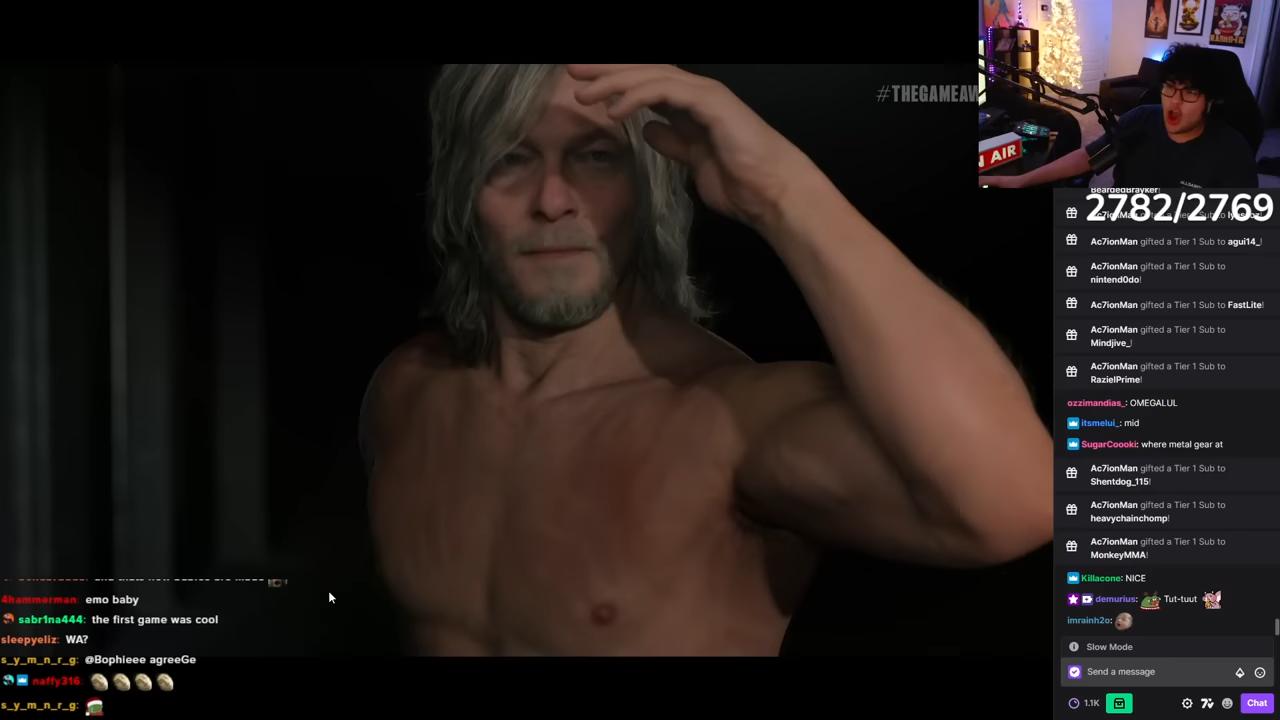 #THEGAMEAW
N AIR
BeardedBrayker!
2782/2769
Ac7ionMan gifted a Tier 1 Sub to agui14_!
Ac7ionMan gifted a Tier 1 Sub to
nintend0do!
Ac7ionMan gifted a Tier 1 Sub to FastLite!
Ac7ionMan gifted a Tier 1 Sub to
Mindjive_!
Ac7ionMan gifted a Tier 1 Sub to
RazielPrime!
ozzimandias_: OMEGALUL
itsmelui_: mid
SugarCoooki: where metal gear at
Ac7ionMan gifted a Tier 1 Sub to
Shentdog_115!
Ac7ionMan gifted a Tier 1 Sub to
heavychainchomp!
Ac7ionMan gifted a Tier 1 Sub to
MonkeyMMA!
Killacone: NICE
demurius: Tut-tuut
imrainh2o:
Slow Mode
Send a message
1.1K
Chat
4hammerman: emo baby
sabr1na444: the first game was cool
sleepyeliz: WA?
s_y_m_n_r_g: @Bophieee agreeGe
naffy316:
s_y_m_n_r_g: